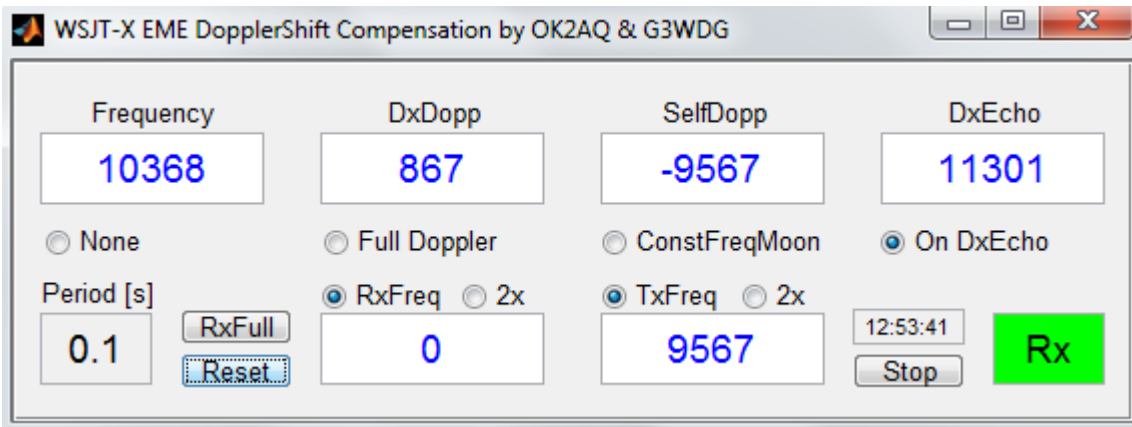 WSJT-X EME DopplerShift Compensation by OK2AQ & G3WDG
Frequency DxDopp SelfDopp DxEcho
10368 867 -9567 11301
None Full Doppler ConstFreqMoon On DxEcho
Period [s] RxFreq 2x TxFreq 2x
0.1 RxFull 0 9567 12:53:41 Rx
Reset Stop